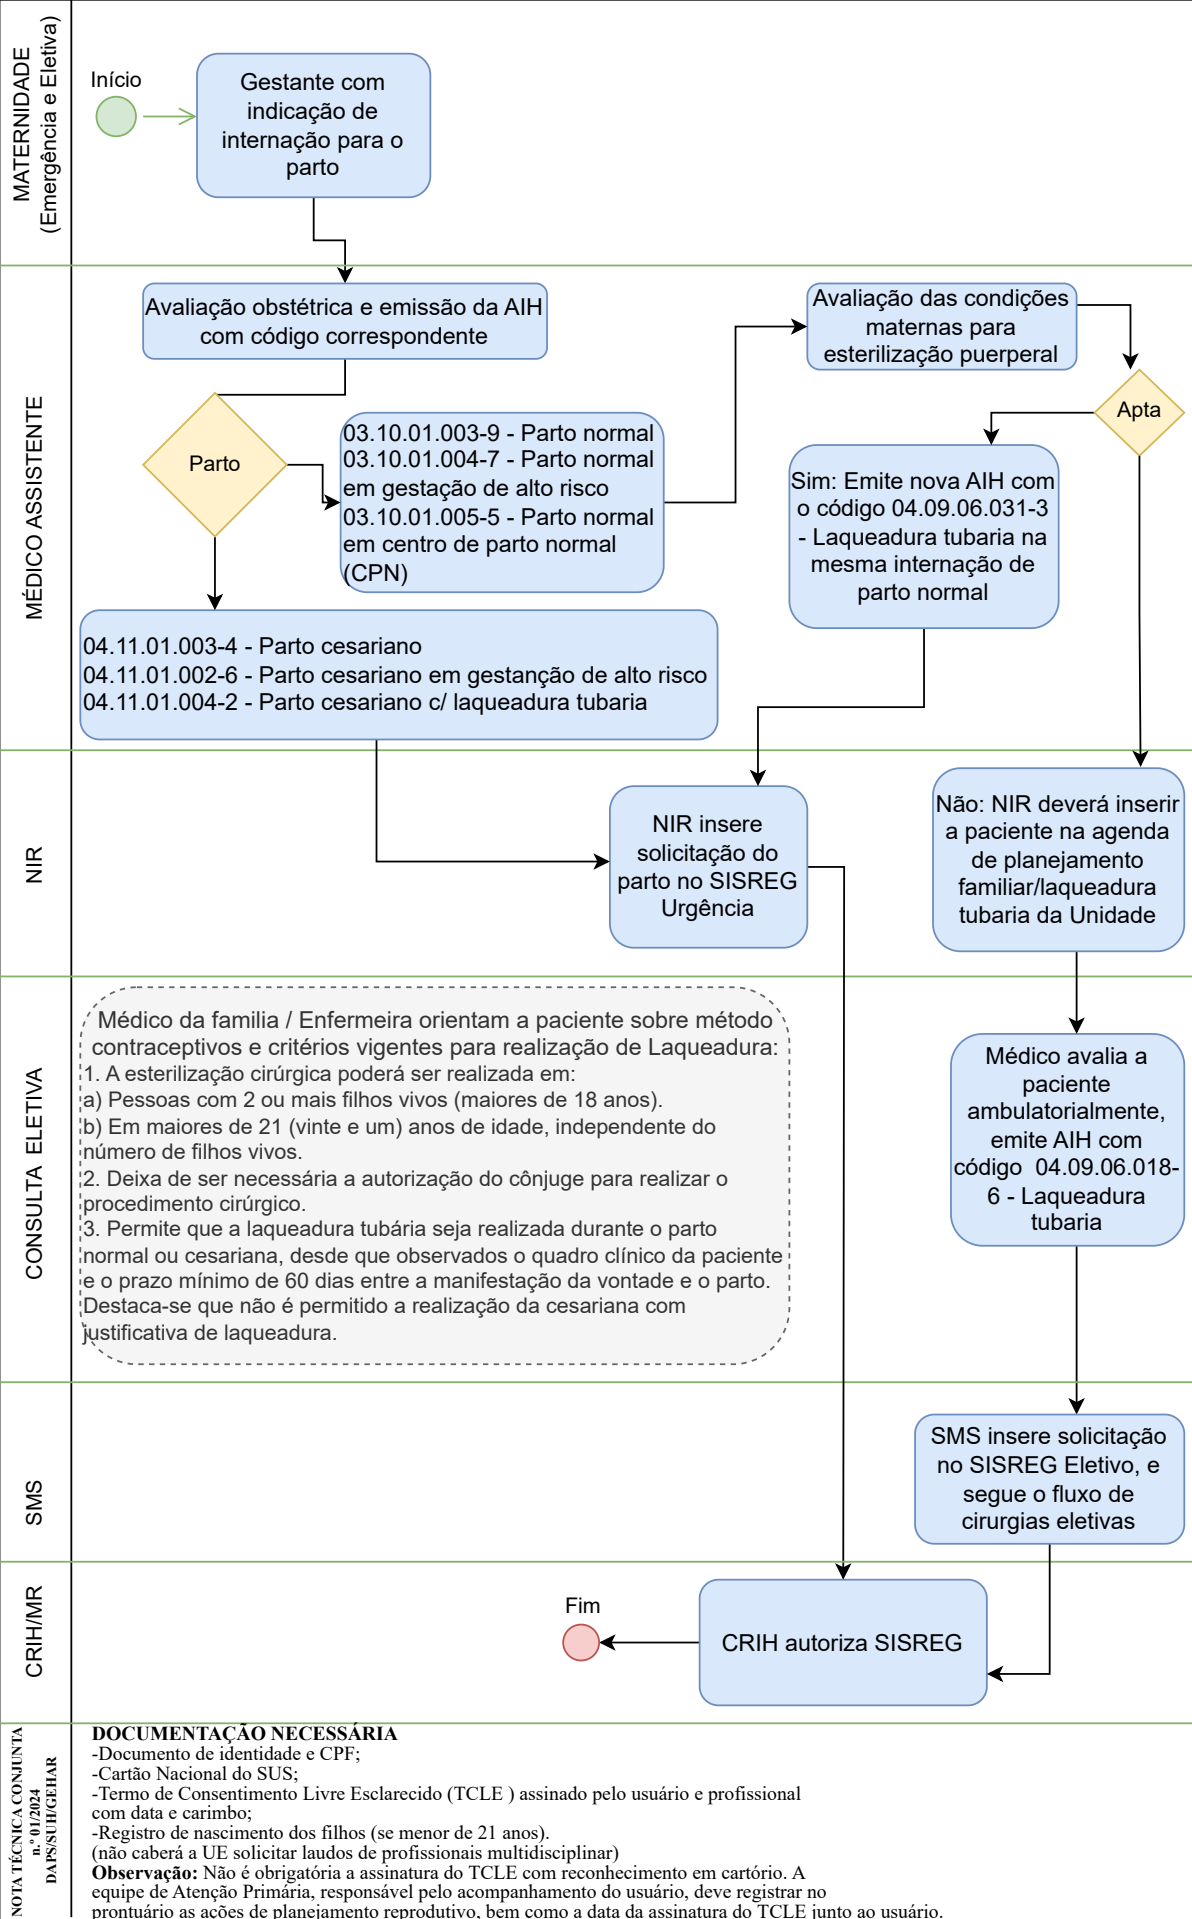 MATERNIDADE
(Emergência e Eletiva)
Início
Gestante com
indicação de
internação para o
parto
MÉDICO ASSISTENTE
Avaliação obstétrica e emissão da AIH
com código correspondente
Parto
03.10.01.003-9 - Parto normal
03.10.01.004-7 - Parto normal
em gestação de alto risco
03.10.01.005-5 - Parto normal
em centro de parto normal
(CPN)
04.11.01.003-4 - Parto cesariano
04.11.01.002-6 - Parto cesariano em gestanção de alto risco
04.11.01.004-2 - Parto cesariano c/ laqueadura tubaria
Avaliação das condições
maternas para
esterilização puerperal
Apta
Sim: Emite nova AIH com
o código 04.09.06.031-3
- Laqueadura tubaria na
mesma internação de
parto normal
NIR
NIR insere
solicitação do
parto no SISREG
Urgência
Não: NIR deverá inserir
a paciente na agenda
de planejamento
familiar/laqueadura
tubaria da Unidade
CONSULTA ELETIVA
Médico da familia / Enfermeira orientam a paciente sobre método
contraceptivos e critérios vigentes para realização de Laqueadura:
1. A esterilização cirúrgica poderá ser realizada em:
a) Pessoas com 2 ou mais filhos vivos (maiores de 18 anos).
b) Em maiores de 21 (vinte e um) anos de idade, independente do
número de filhos vivos.
2. Deixa de ser necessária a autorização do cônjuge para realizar o
procedimento cirúrgico.
3. Permite que a laqueadura tubária seja realizada durante o parto
normal ou cesariana, desde que observados o quadro clínico da paciente
e o prazo mínimo de 60 dias entre a manifestação da vontade e o parto.
Destaca-se que não é permitido a realização da cesariana com
justificativa de laqueadura.
Médico avalia a
paciente
ambulatorialmente,
emite AIH com
código 04.09.06.018-
6 - Laqueadura
tubaria
SMS
SMS insere solicitação
no SISREG Eletivo, e
segue o fluxo de
cirurgias eletivas
CRIH/MR
Fim
CRIH autoriza SISREG
NOTA TÉCNICA CONJUNTA
n.º 01/2024
DAPS/SUH/GEHAR
DOCUMENTAÇÃO NECESSÁRIA
-Documento de identidade e CPF;
-Cartão Nacional do SUS;
-Termo de Consentimento Livre Esclarecido (TCLE ) assinado pelo usuário e profissional
com data e carimbo;
-Registro de nascimento dos filhos (se menor de 21 anos).
(não caberá a UE solicitar laudos de profissionais multidisciplinar)
Observação: Não é obrigatória a assinatura do TCLE com reconhecimento em cartório. A
equipe de Atenção Primária, responsável pelo acompanhamento do usuário, deve registrar no
prontuário as ações de planejamento reprodutivo, bem como a data da assinatura do TCLE junto ao usuário.